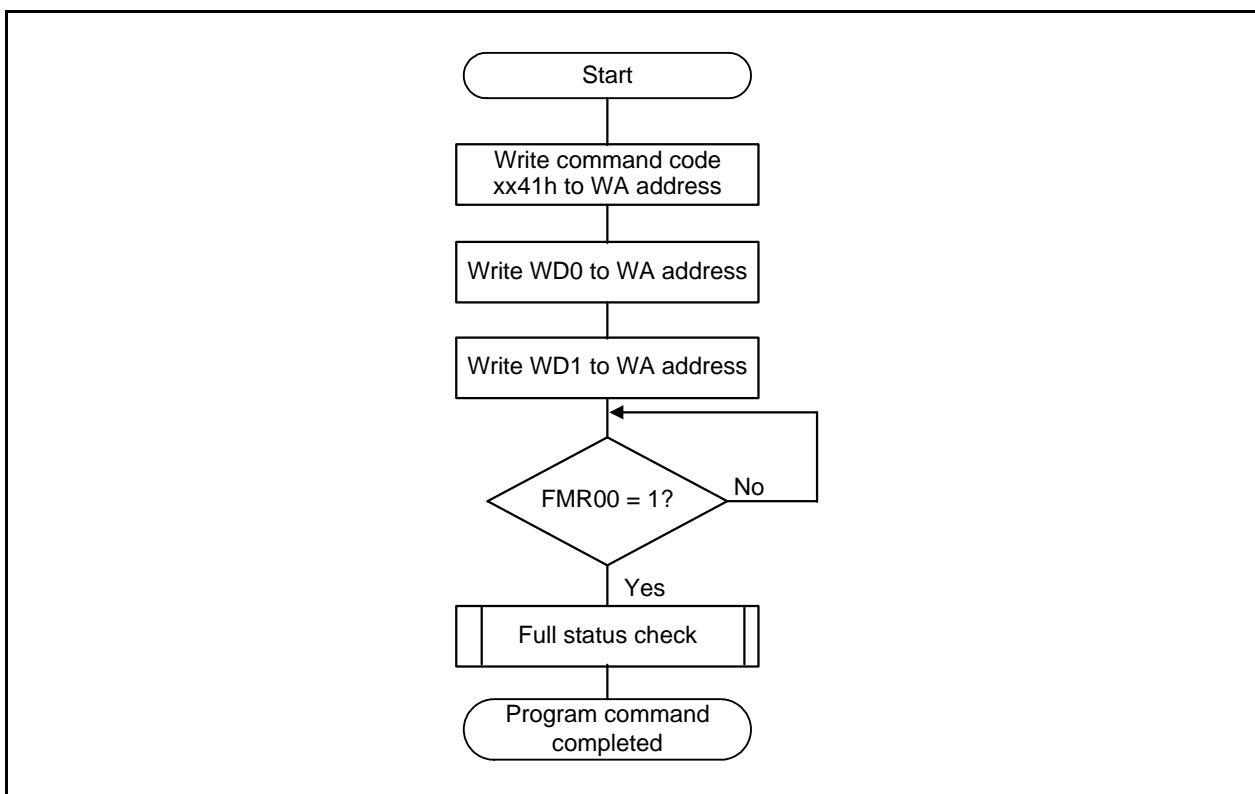 Start
Write command code
xx41h to WA address
Write WD0 to WA address
Write WD1 to WA address
FMR00 = 1?
No
Yes
Full status check
Program command
completed